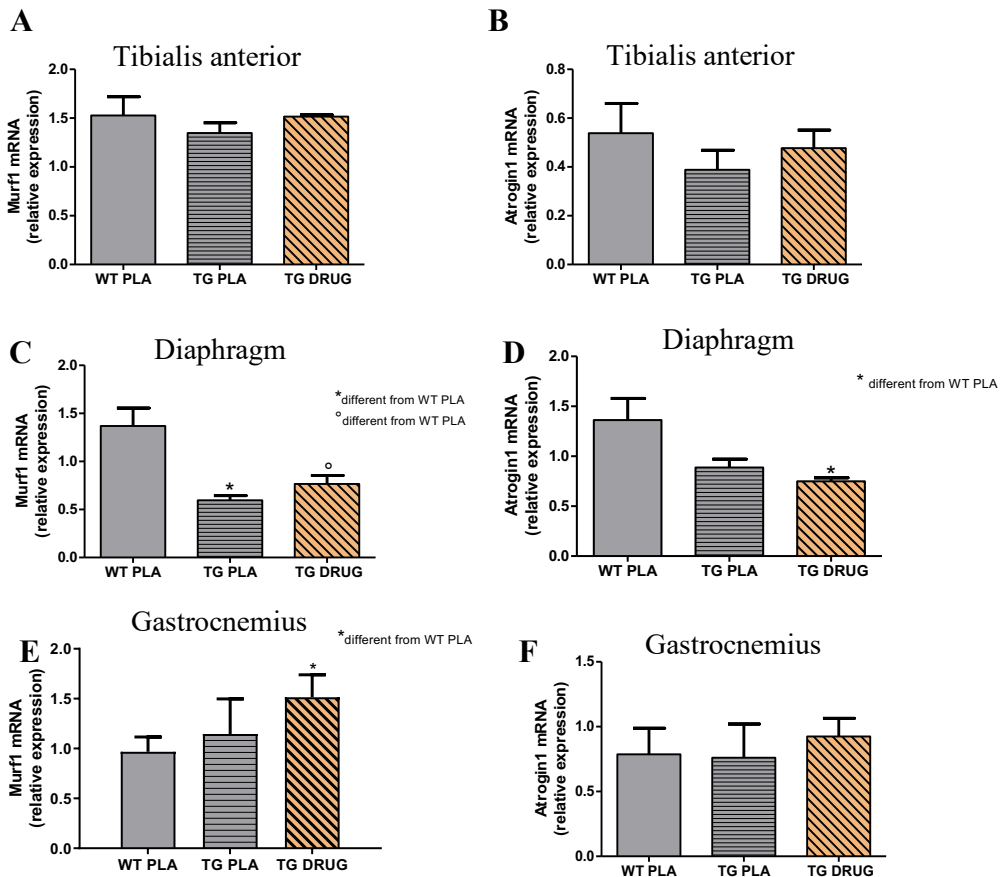 A
Tibialis anterior
Murf1 mRNA
(relative expression)
2.0
1.5
1.0
0.5
0.0
WT PLA TG PLA TG DRUG
B
Tibialis anterior
Atrogin1 mRNA
(relative expression)
0.8
0.6
0.4
0.2
0.0
WT PLA TG PLA TG DRUG
C
Diaphragm
Murf1 mRNA
(relative expression)
2.0
1.5
1.0
0.5
0.0
*
°
*different from WT PLA
°different from WT PLA
WT PLA TG PLA TG DRUG
D
Diaphragm
Atrogin1 mRNA
(relative expression)
2.0
1.5
1.0
0.5
0.0
*
* different from WT PLA
WT PLA TG PLA TG DRUG
E
Gastrocnemius
*different from WT PLA
Murf1 mRNA
(relative expression)
2.0
1.5
1.0
0.5
0.0
*
WT PLA TG PLA TG DRUG
F
Gastrocnemius
Atrogin1 mRNA
(relative expression)
1.5
1.0
0.5
0.0
WT PLA TG PLA TG DRUG